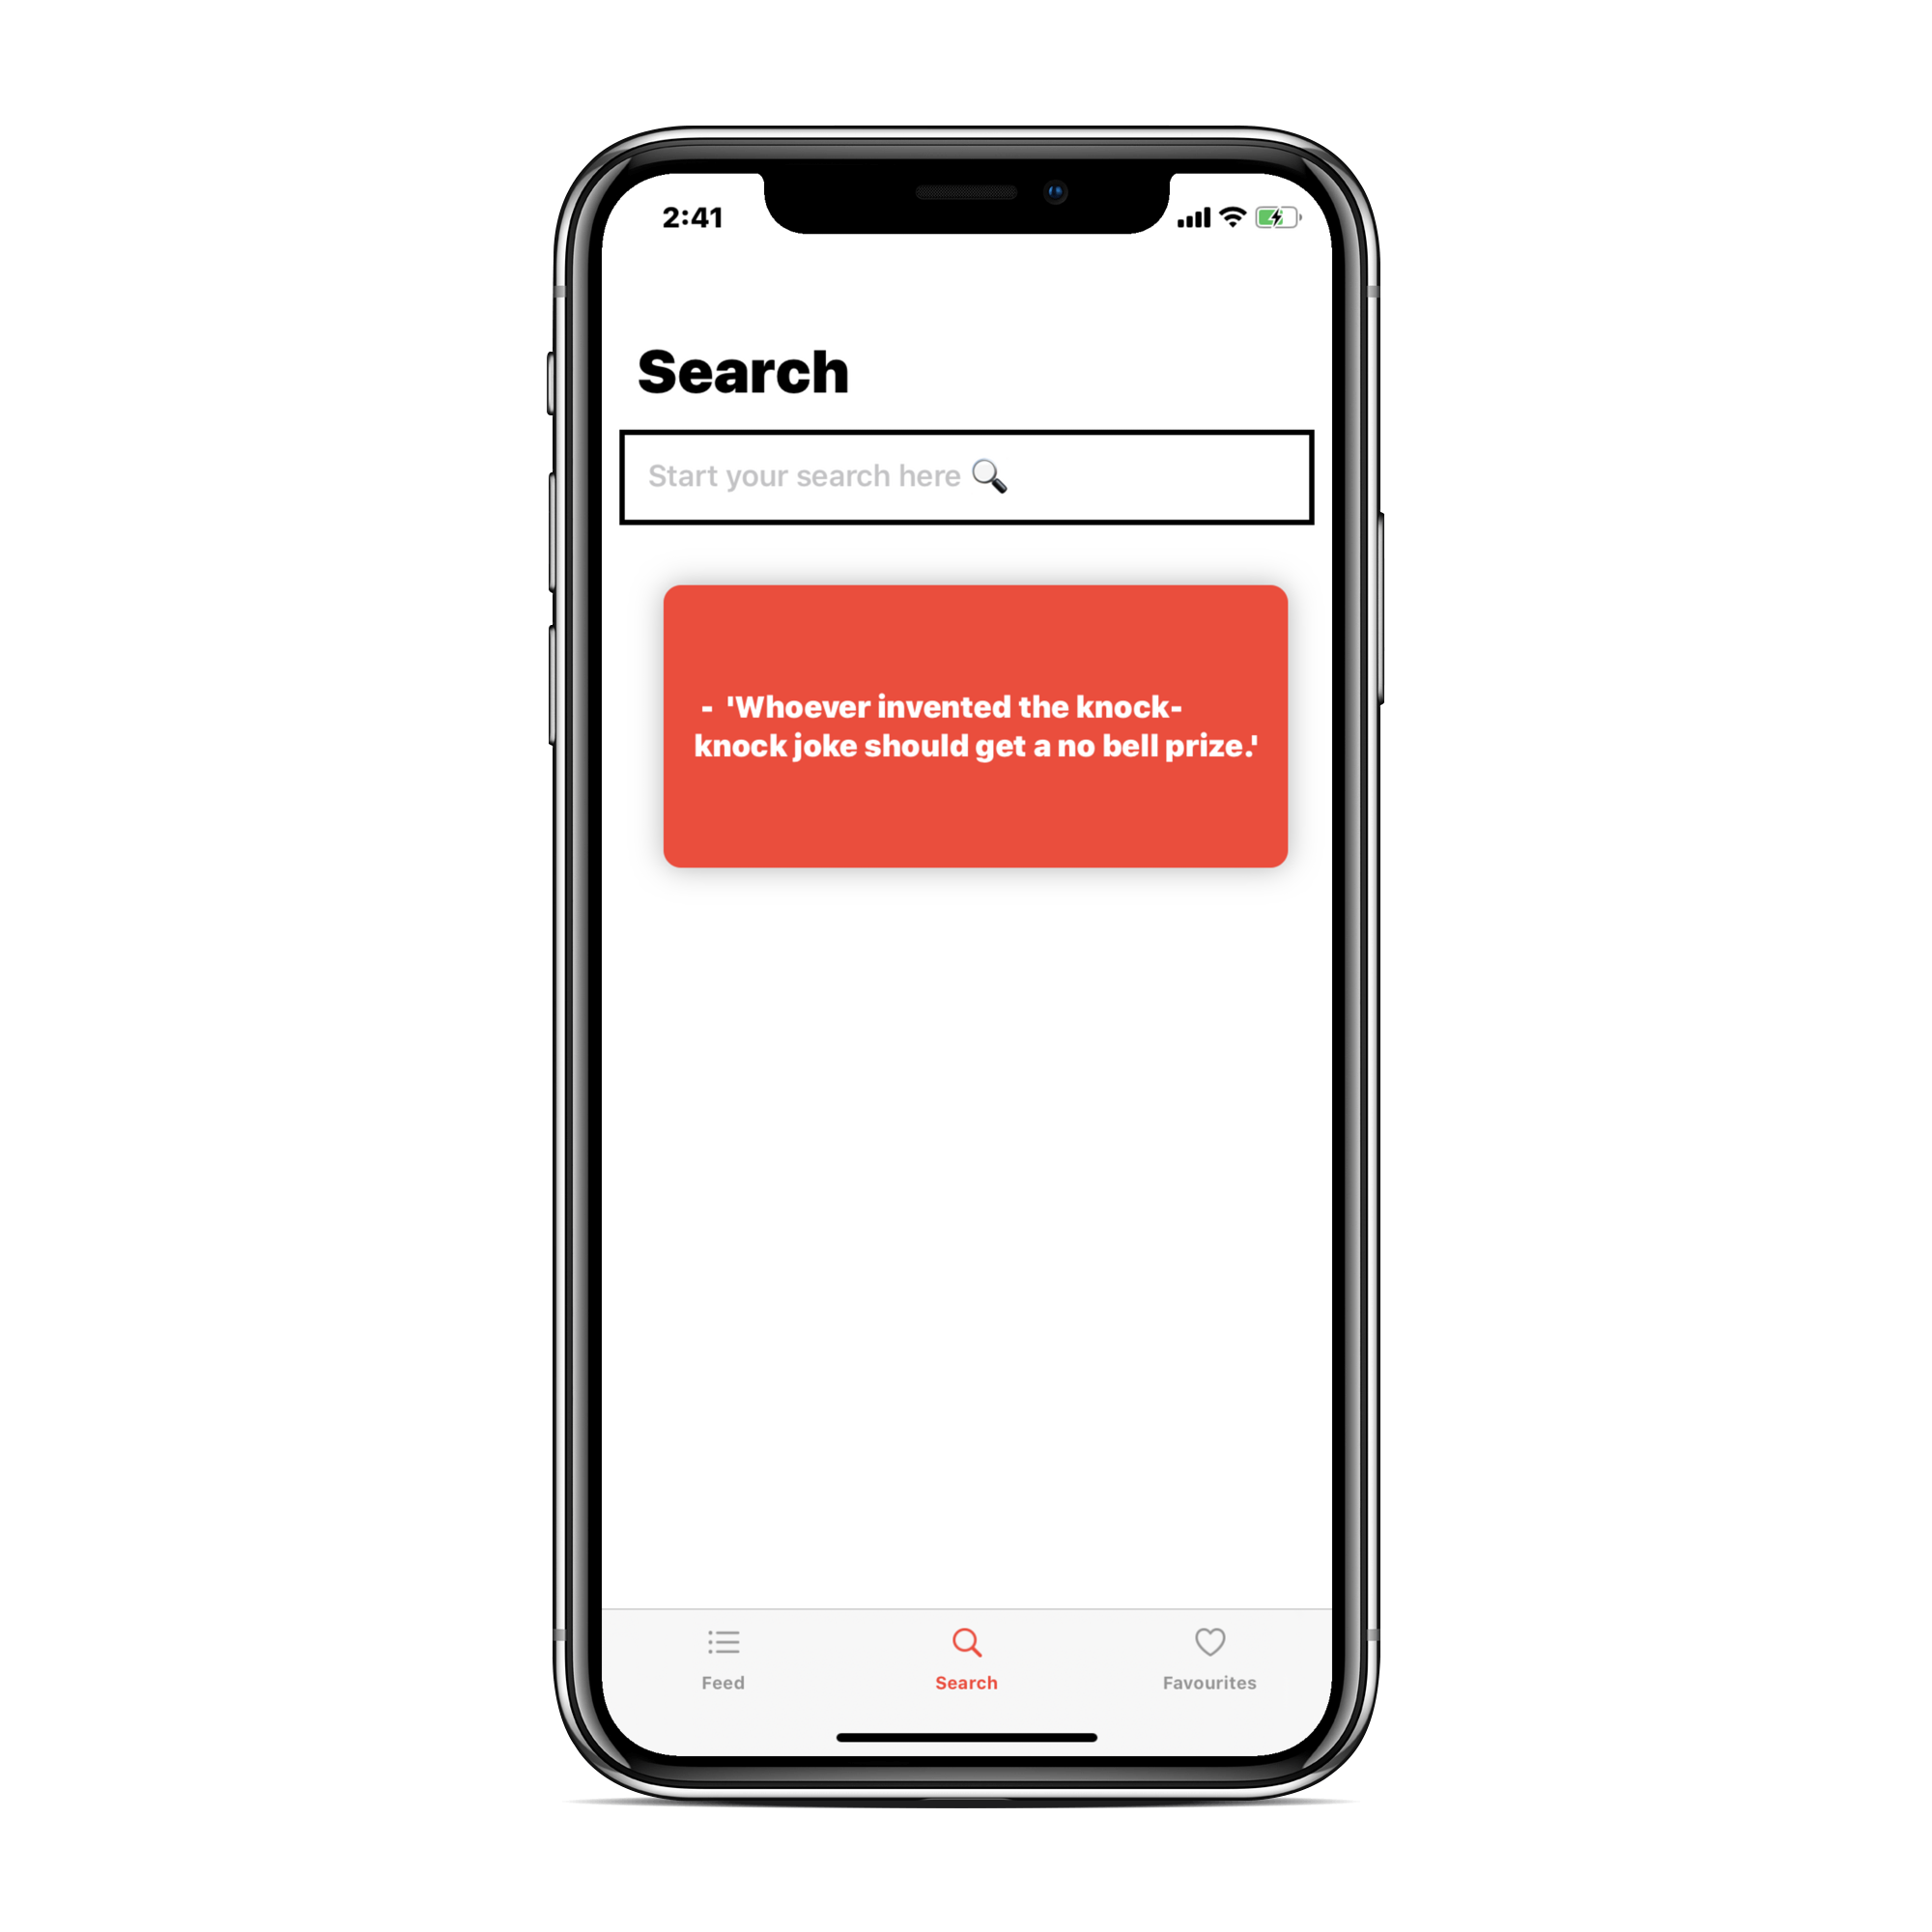 2:41
Search
Start your search here 🔍
- 'Whoever invented the knock-
knock joke should get a no bell prize.'
Feed
Search
Favourites